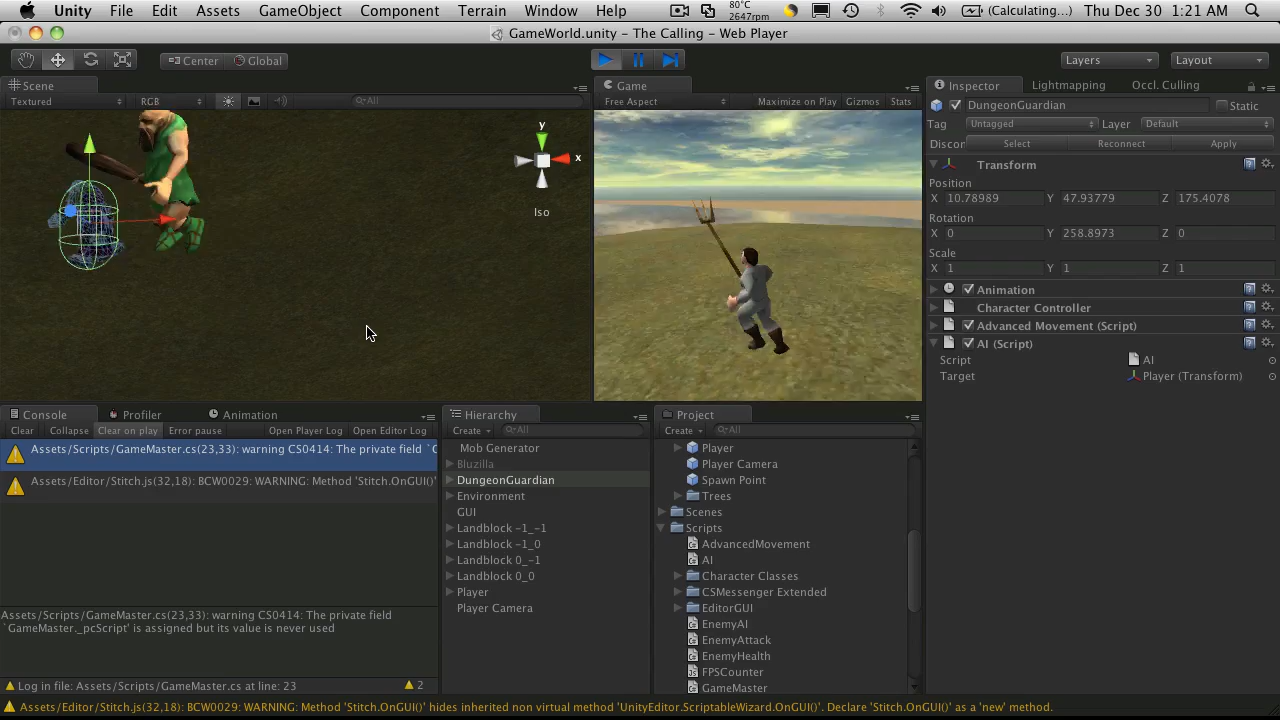 Unity File Edit Assets GameObject Component Terrain Window Help 80°C 2647rpm (Calculating... Thu Dec 30 1:21 AM
GameWorld.unity – The Calling – Web Player
Center Global Layers Layout
Scene
Textured RGB All
y
x
Iso
Game
Free Aspect Maximize on Play Gizmos Stats
Inspector Lightmapping Occl. Culling
DungeonGuardian Static
Tag Untagged Layer Default
Discor Select Reconnect Apply
Transform
Position
X 10.78989 Y 47.93779 Z 175.4078
Rotation
X 0 Y 258.8973 Z 0
Scale
X 1 Y 1 Z 1
Animation
Character Controller
Advanced Movement (Script)
AI (Script)
Script AI
Target Player (Transform)
Console Profiler Animation
Clear Collapse Clear on play Error pause Open Player Log Open Editor Log
Assets/Scripts/GameMaster.cs(23,33): warning CS0414: The private field `G
Assets/Editor/Stitch.js(32,18): BCW0029: WARNING: Method 'Stitch.OnGUI()'
Assets/Scripts/GameMaster.cs(23,33): warning CS0414: The private field
`GameMaster._pcScript' is assigned but its value is never used
Log in file: Assets/Scripts/GameMaster.cs at line: 23 2
Hierarchy
Create All
Mob Generator
Bluzilla
DungeonGuardian
Environment
GUI
Landblock -1_-1
Landblock -1_0
Landblock 0_-1
Landblock 0_0
Player
Player Camera
Project
Create All
Player
Player Camera
Spawn Point
Trees
Scenes
Scripts
AdvancedMovement
AI
Character Classes
CSMessenger Extended
EditorGUI
EnemyAI
EnemyAttack
EnemyHealth
FPSCounter
GameMaster
Assets/Editor/Stitch.js(32,18): BCW0029: WARNING: Method 'Stitch.OnGUI()' hides inherited non virtual method 'UnityEditor.ScriptableWizard.OnGUI()'. Declare 'Stitch.OnGUI()' as a 'new' method.